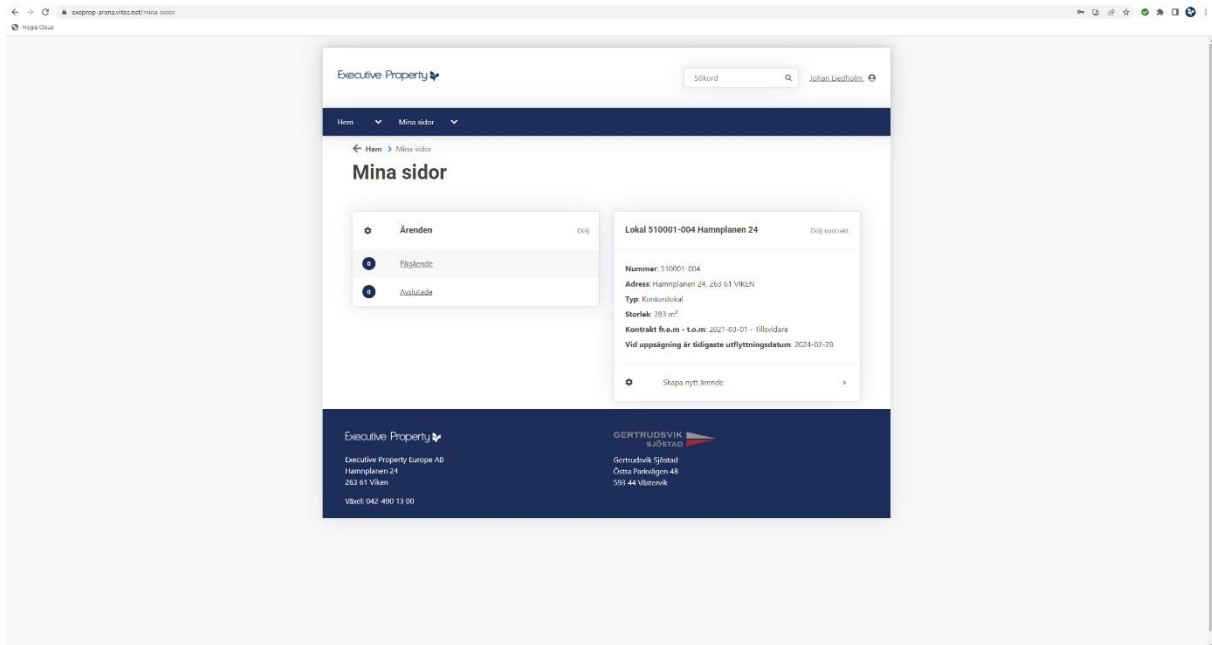 exeprop-arena.vitec.net/mina-sidor
Hogia Cloud
Executive Property
Sökord
Johan Liedholm
Hem
Mina sidor
Hem > Mina sidor
Mina sidor
Ärenden
Dölj
0 Pågående
0 Avslutade
Lokal 510001-004 Hamnplanen 24
Dölj kontrakt
Nummer: 510001-004
Adress: Hamnplanen 24, 263 61 VIKEN
Typ: Kontorslokal
Storlek: 283 m²
Kontrakt fr.o.m - t.o.m: 2021-03-01 - Tillsvidare
Vid uppsägning är tidigaste utflyttningsdatum: 2024-02-28
Skapa nytt ärende
Executive Property
Executive Property Europe AB
Hamnplanen 24
263 61 Viken
Växel: 042-490 13 00
GERTRUDSVIK
SJÖSTAD
Gertrudsvik Sjöstad
Östra Parkvägen 4B
593 44 Västervik